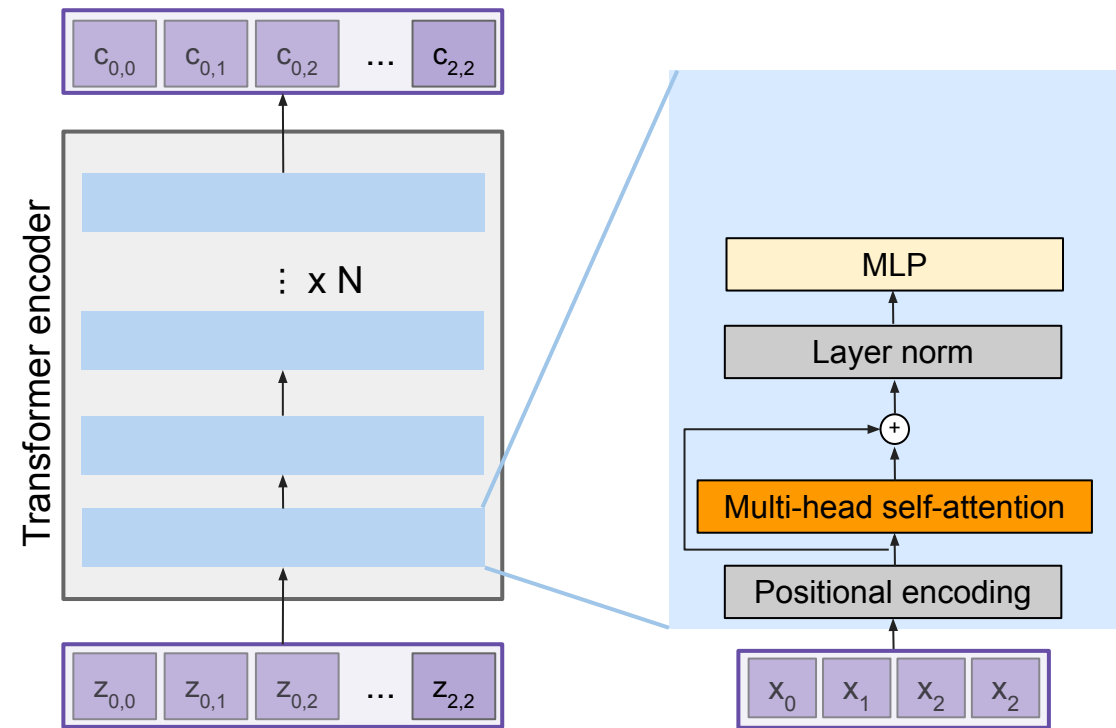 c0,0 c0,1 c0,2 ... c2,2
Transformer encoder
⋮ x N
z0,0 z0,1 z0,2 ... z2,2
MLP
Layer norm
+
Multi-head self-attention
Positional encoding
x0 x1 x2 x2